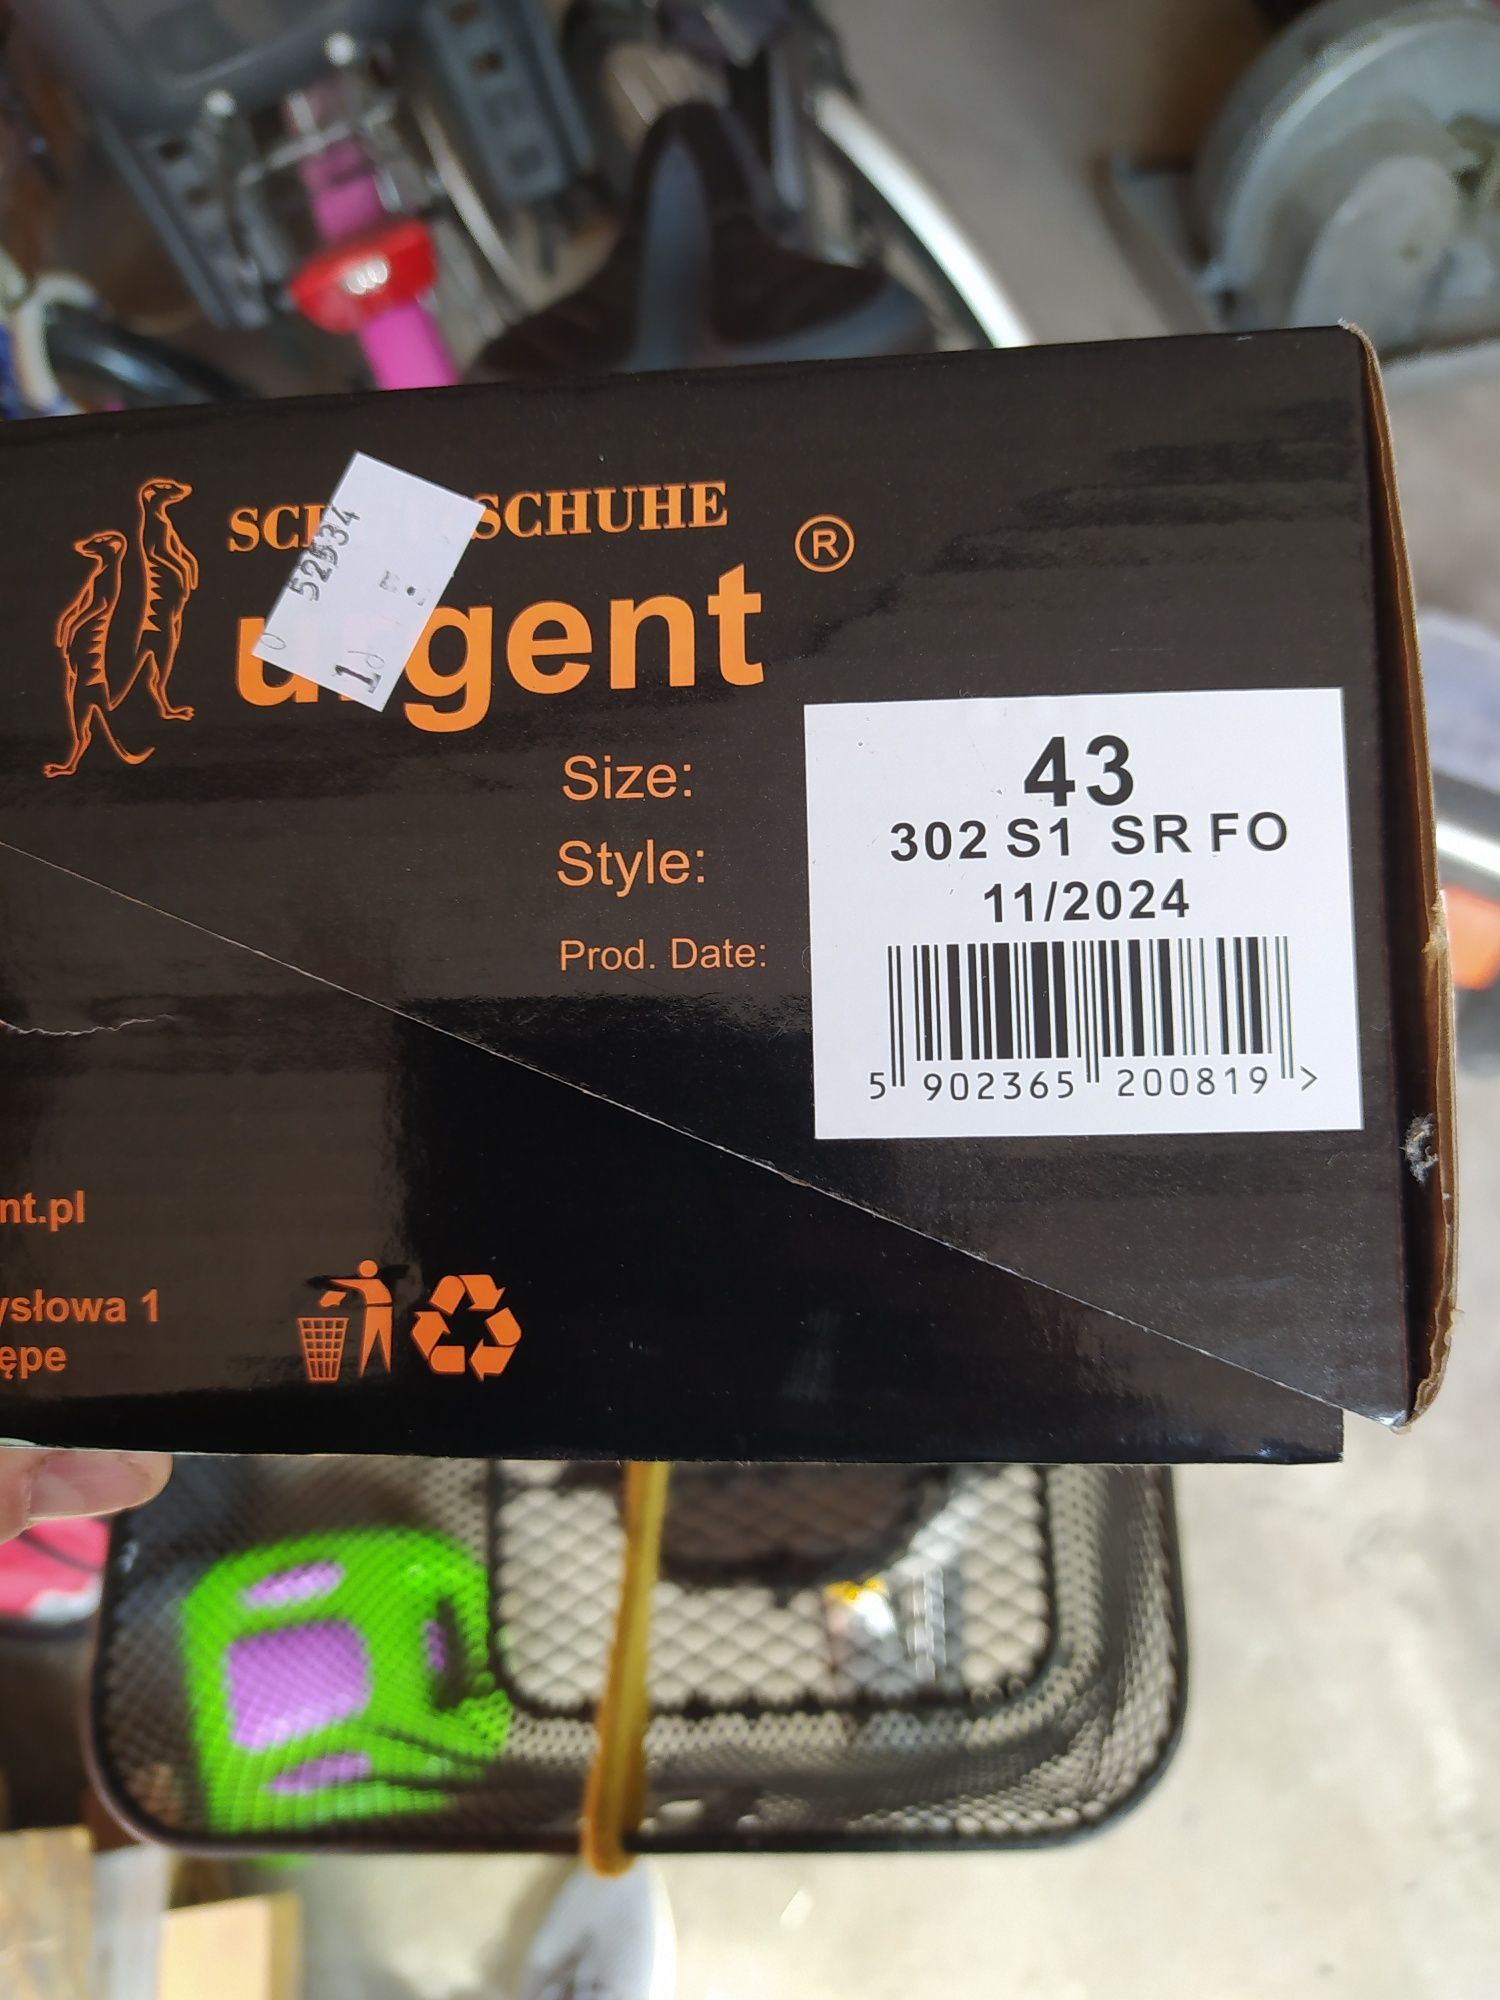 SCHUHE
®
urgent
52534
Size:
43
Style:
302 S1 SR FO
Prod. Date:
11/2024
5 902365 200819 >
nt.pl
ysłowa 1
ępe